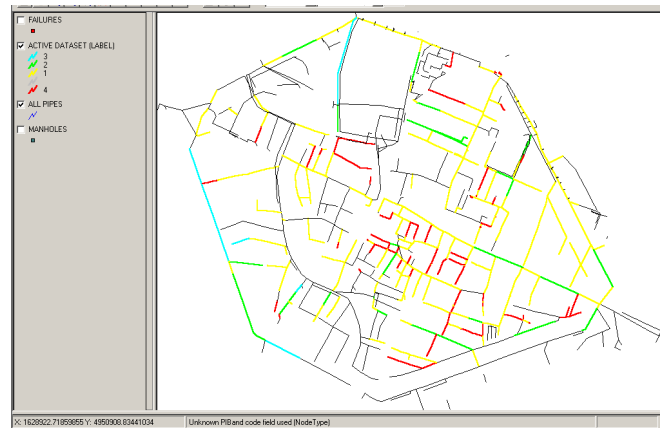 FAILURES
ACTIVE DATASET (LABEL)
3
2
1
4
ALL PIPES
MANHOLES
X: 1628922.71859855 Y: 4950908.83441034 Unknown PIBand code field used (NodeType)